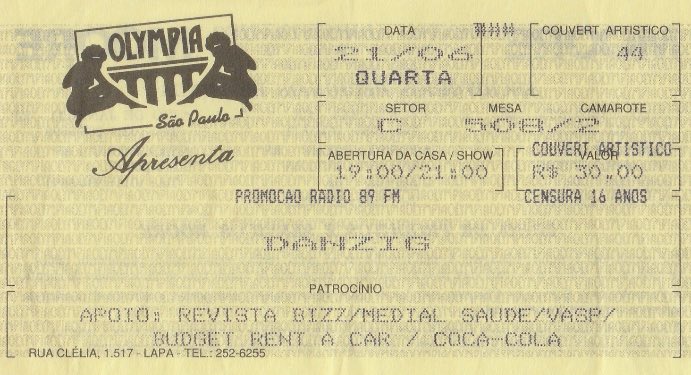 OLYMPIA
São Paulo
Apresenta
DATA
21/06
QUARTA
COUVERT ARTISTICO
44
SETOR MESA CAMAROTE
C 508/2
ABERTURA DA CASA / SHOW
19:00/21:00
COUVERT ARTISTICO
VALOR
R$ 30.00
PROMOCAO RADIO 89 FM
CENSURA 16 ANOS
DANZIG
PATROCÍNIO
APOIO: REVISTA BIZZ/MEDIAL SAUDE/VASP/
BUDGET RENT A CAR / COCA-COLA
RUA CLÉLIA, 1.517 - LAPA - TEL.: 252-6255